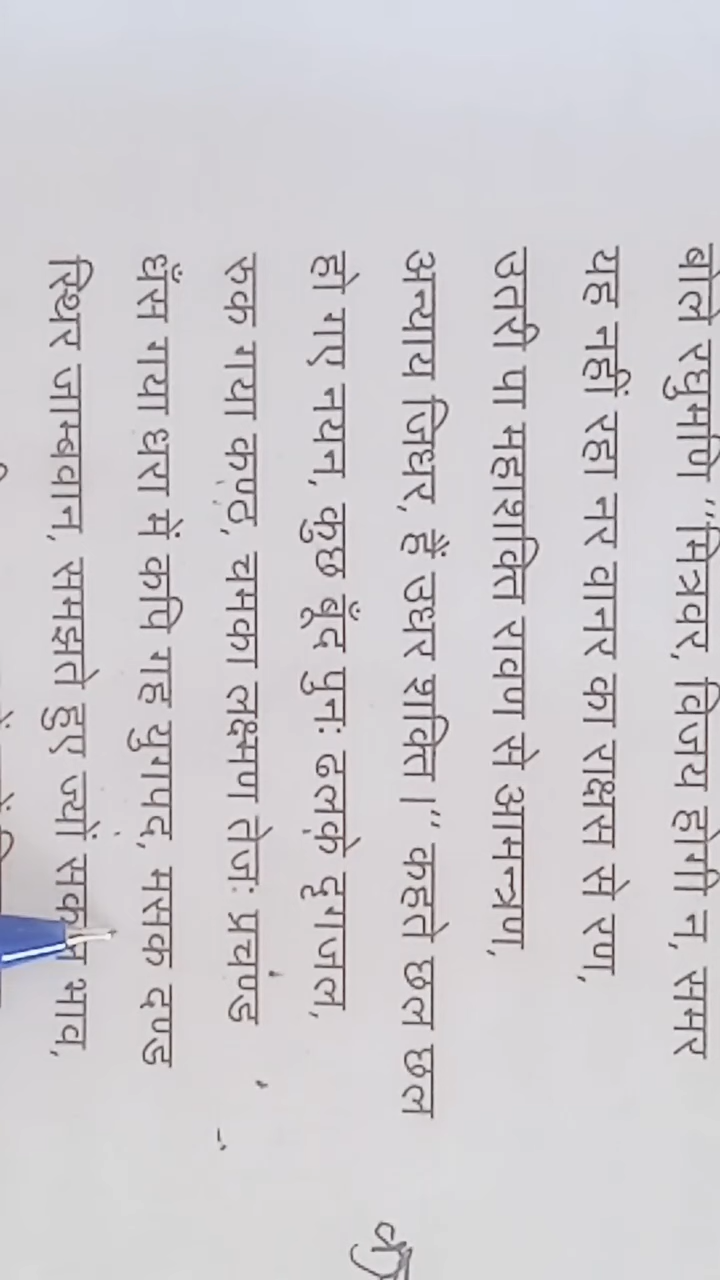 बोले रघुमणि "मित्रवर, विजय होगी न, समर
यह नहीं रहा नर वानर का राक्षस से रण,
उतरी पा महाशक्ति रावण से आमन्त्रण,
अन्याय जिधर, हैं उधर शक्ति।" कहते छल छल
हो गए नयन, कुछ बूँद पुनः ढलके दृगजल,
रुक गया कण्ठ, चमका लक्ष्मण तेजः प्रचण्ड
धँस गया धरा में कपि गह युगपद, मसक दण्ड
स्थिर जाम्बवान, समझते हुए ज्यों सकल भाव,